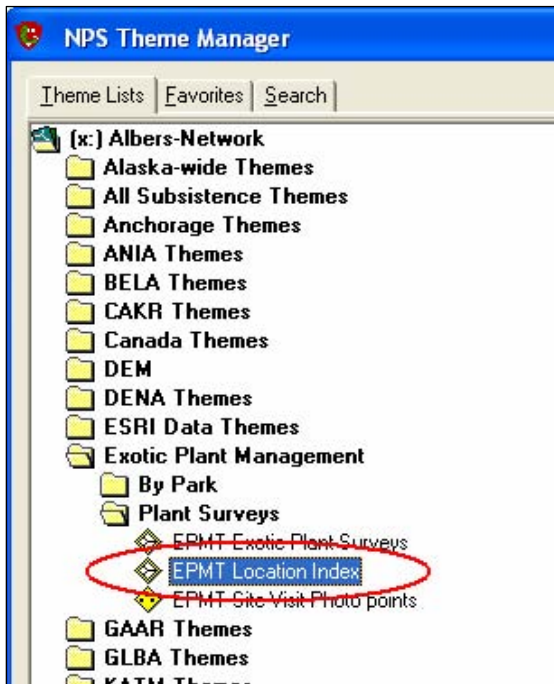 NPS Theme Manager
Theme Lists Favorites Search
(x:) Albers-Network
Alaska-wide Themes
All Subsistence Themes
Anchorage Themes
ANIA Themes
BELA Themes
CAKR Themes
Canada Themes
DEM
DENA Themes
ESRI Data Themes
Exotic Plant Management
By Park
Plant Surveys
EPMT Exotic Plant Surveys
EPMT Location Index
EPMT Site Visit Photo points
GAAR Themes
GLBA Themes
KATM Themes